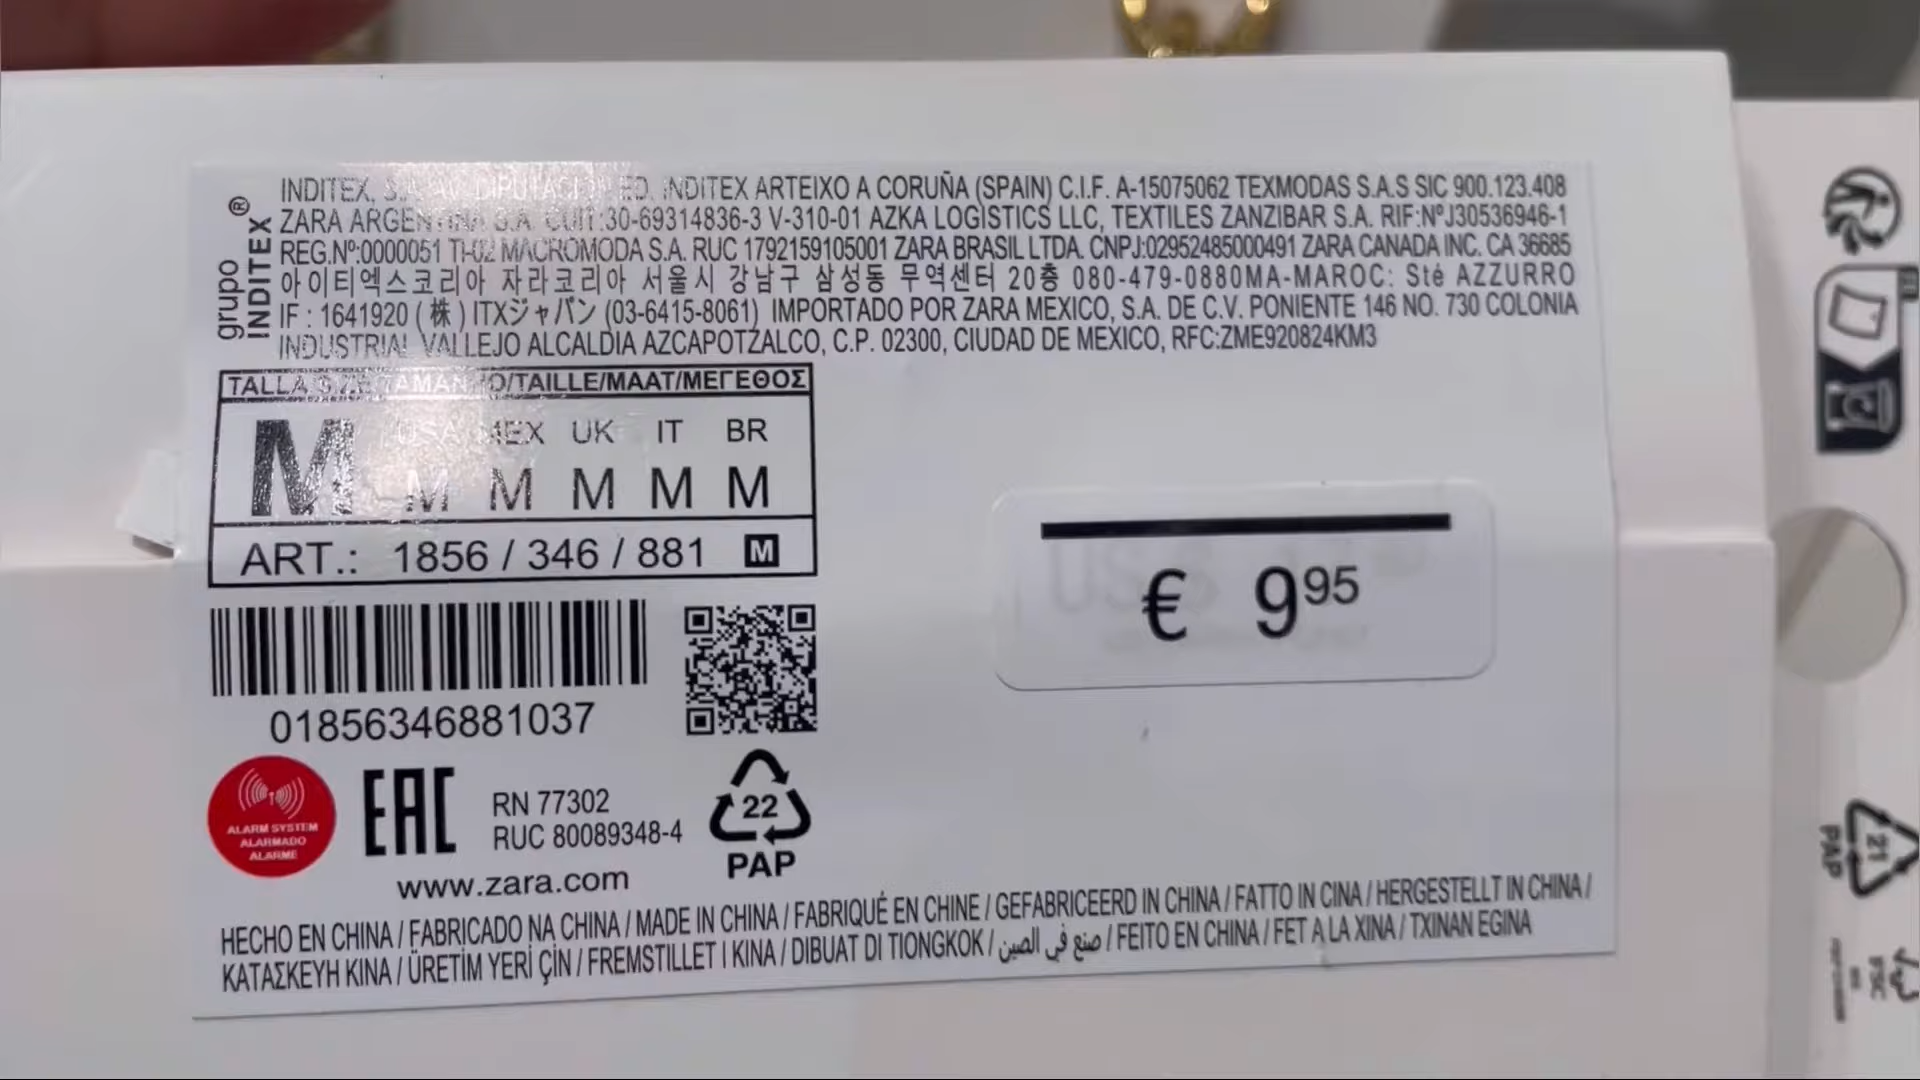 grupo
INDITEX®
INDITEX, S.A. AV. DIPUTACION ED. INDITEX ARTEIXO A CORUÑA (SPAIN) C.I.F. A-15075062 TEXMODAS S.A.S SIC 900.123.408
ZARA ARGENTINA S.A. CUIT:30-69314836-3 V-310-01 AZKA LOGISTICS LLC, TEXTILES ZANZIBAR S.A. RIF:NºJ30536946-1
REG.Nº:0000051 TI-02 MACROMODA S.A. RUC 1792159105001 ZARA BRASIL LTDA. CNPJ:02952485000491 ZARA CANADA INC. CA 36685
아이티엑스코리아 자라코리아 서울시 강남구 삼성동 무역센터 20층 080-479-0880MA-MAROC: Sté AZZURRO
IF : 1641920 (株) ITXジャパン (03-6415-8061) IMPORTADO POR ZARA MEXICO, S.A. DE C.V. PONIENTE 146 NO. 730 COLONIA
INDUSTRIAL VALLEJO ALCALDIA AZCAPOTZALCO, C.P. 02300, CIUDAD DE MEXICO, RFC:ZME920824KM3
TALLA/SIZE/TAMANHO/TAILLE/MAAT/ΜΕΓΕΘΟΣ
M USA MEX UK IT BR
M M M M M
ART.: 1856 / 346 / 881 M
€ 9 95
01856346881037
ALARM SYSTEM
ALARMADO
ALARME
EAC
RN 77302
RUC 80089348-4
22
PAP
www.zara.com
HECHO EN CHINA / FABRICADO NA CHINA / MADE IN CHINA / FABRIQUÉ EN CHINE / GEFABRICEERD IN CHINA / FATTO IN CINA / HERGESTELLT IN CHINA /
ΚΑΤΑΣΚΕΥΗ ΚΙΝΑ / ÜRETİM YERİ ÇİN / FREMSTILLET I KINA / DIBUAT DI TIONGKOK / صنع في الصين / FEITO EN CHINA / FET A LA XINA / TXINAN EGINA
21
PAP